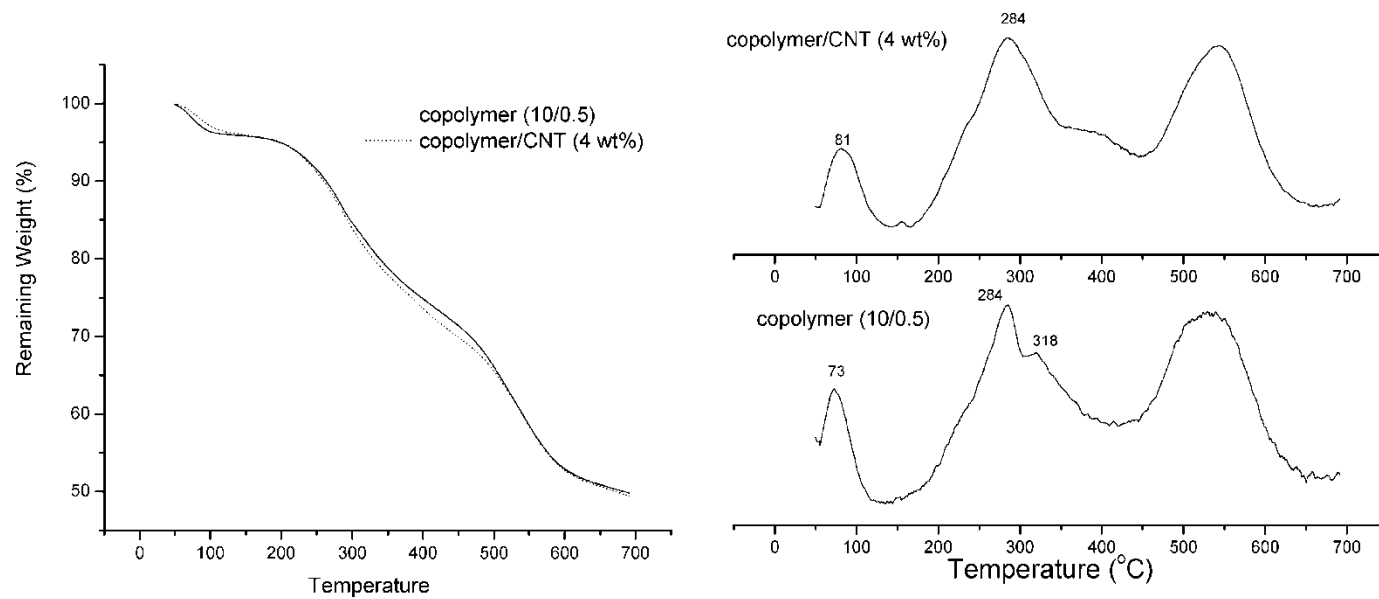 100
90
80
70
60
50
Remaining Weight (%)
0 100 200 300 400 500 600 700
Temperature
copolymer (10/0.5)
copolymer/CNT (4 wt%)
copolymer/CNT (4 wt%)
284
81
0 100 200 300 400 500 600 700
copolymer (10/0.5)
284
318
73
0 100 200 300 400 500 600 700
Temperature (°C)